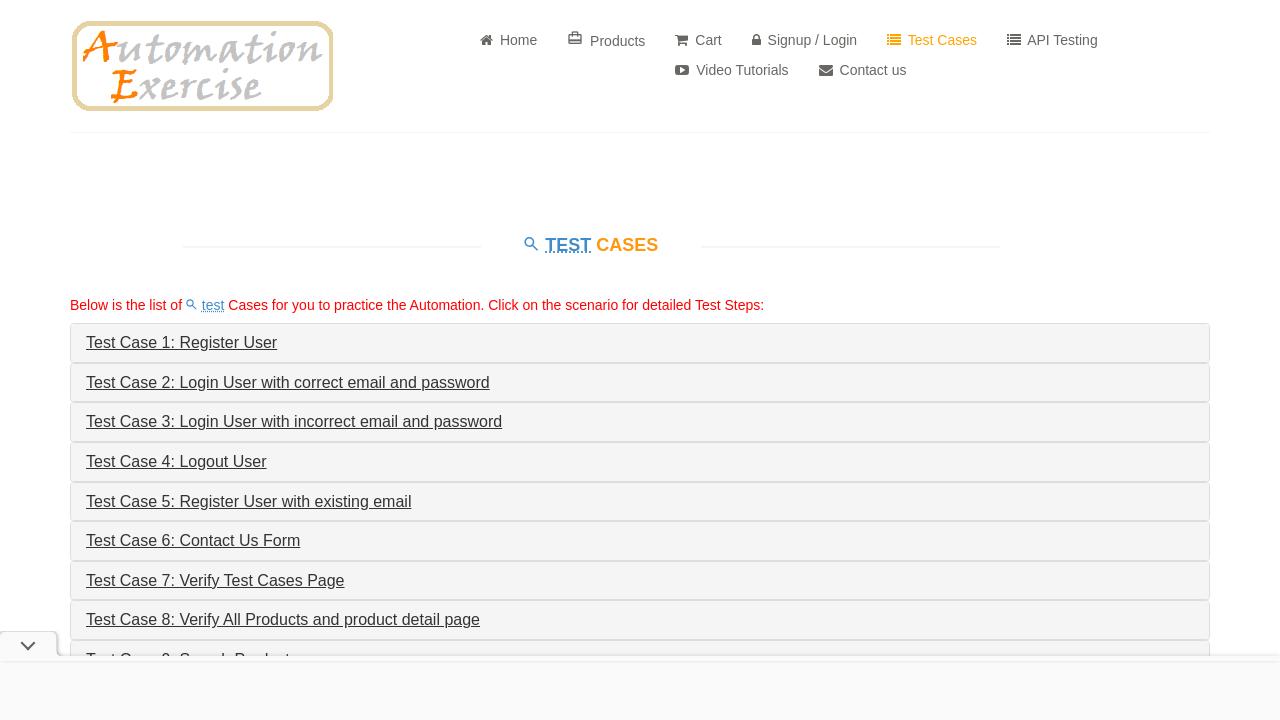 Automation
Exercise
Home
Products
Cart
Signup / Login
Test Cases
API Testing
Video Tutorials
Contact us
TEST CASES
Below is the list of test Cases for you to practice the Automation. Click on the scenario for detailed Test Steps:
Test Case 1: Register User
Test Case 2: Login User with correct email and password
Test Case 3: Login User with incorrect email and password
Test Case 4: Logout User
Test Case 5: Register User with existing email
Test Case 6: Contact Us Form
Test Case 7: Verify Test Cases Page
Test Case 8: Verify All Products and product detail page
Test Case 9: Search Product